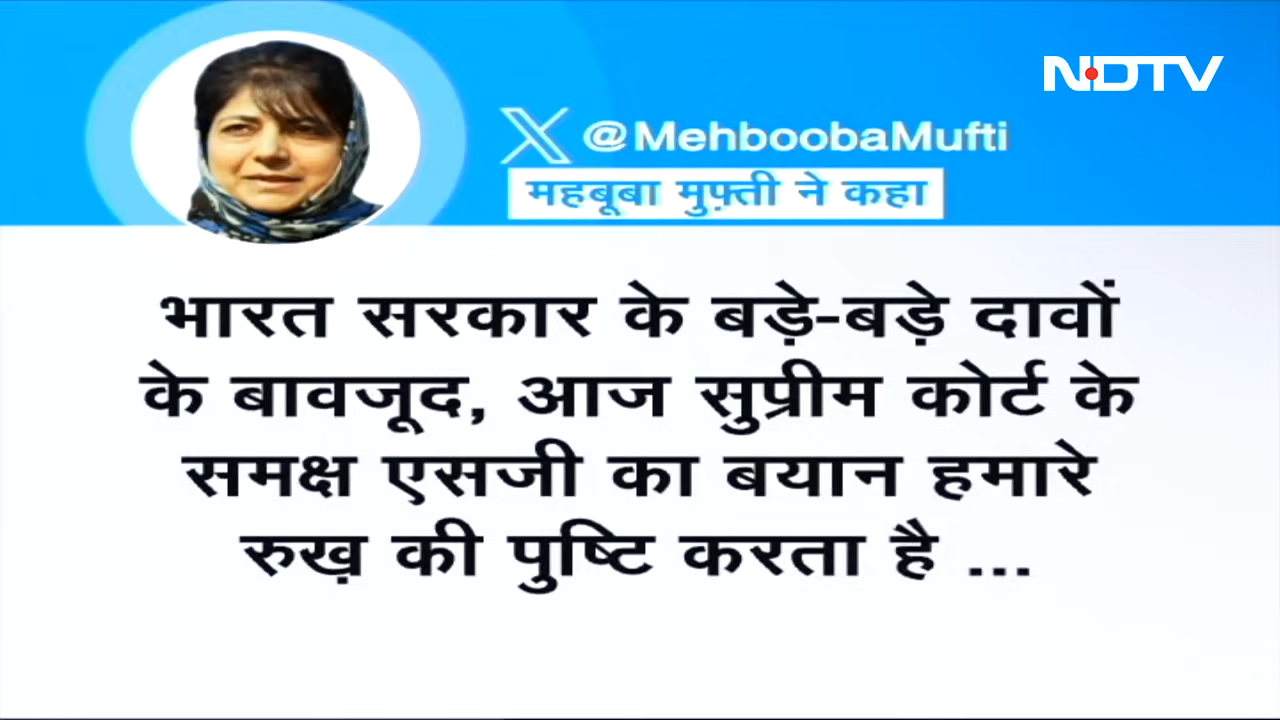 NDTV
X @MehboobaMufti
महबूबा मुफ़्ती ने कहा
भारत सरकार के बड़े-बड़े दावों
के बावजूद, आज सुप्रीम कोर्ट के
समक्ष एसजी का बयान हमारे
रुख़ की पुष्टि करता है ...